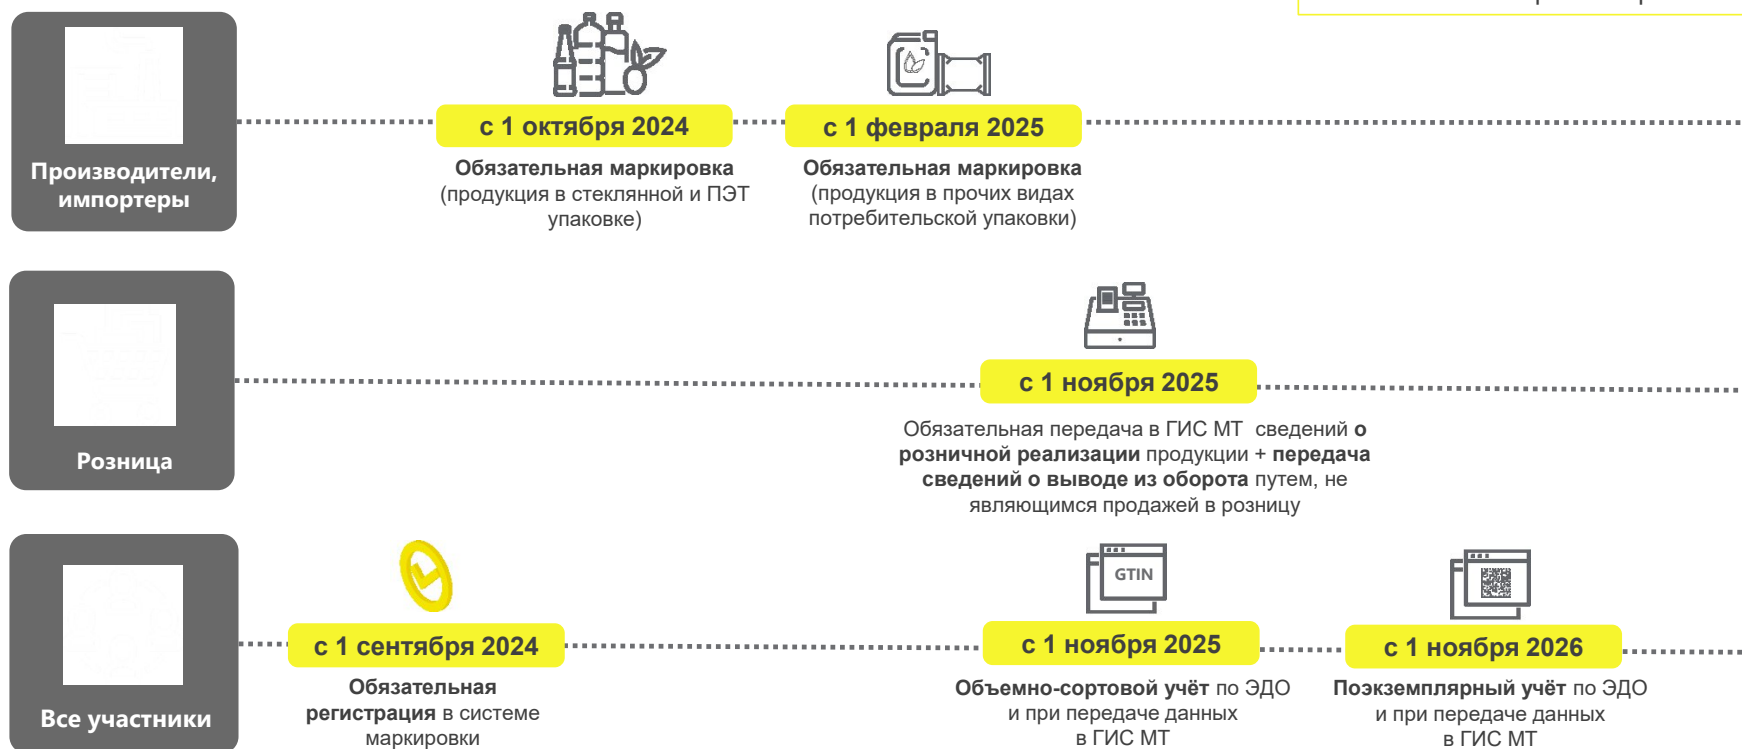 Производители,
импортеры
с 1 октября 2024
Обязательная маркировка
(продукция в стеклянной и ПЭТ
упаковке)
с 1 февраля 2025
Обязательная маркировка
(продукция в прочих видах
потребительской упаковки)
Розница
с 1 ноября 2025
Обязательная передача в ГИС МТ сведений о
розничной реализации продукции + передача
сведений о выводе из оборота путем, не
являющимся продажей в розницу
Все участники
с 1 сентября 2024
Обязательная
регистрация в системе
маркировки
GTIN
с 1 ноября 2025
Объемно-сортовой учёт по ЭДО
и при передаче данных
в ГИС МТ
с 1 ноября 2026
Поэкземплярный учёт по ЭДО
и при передаче данных
в ГИС МТ